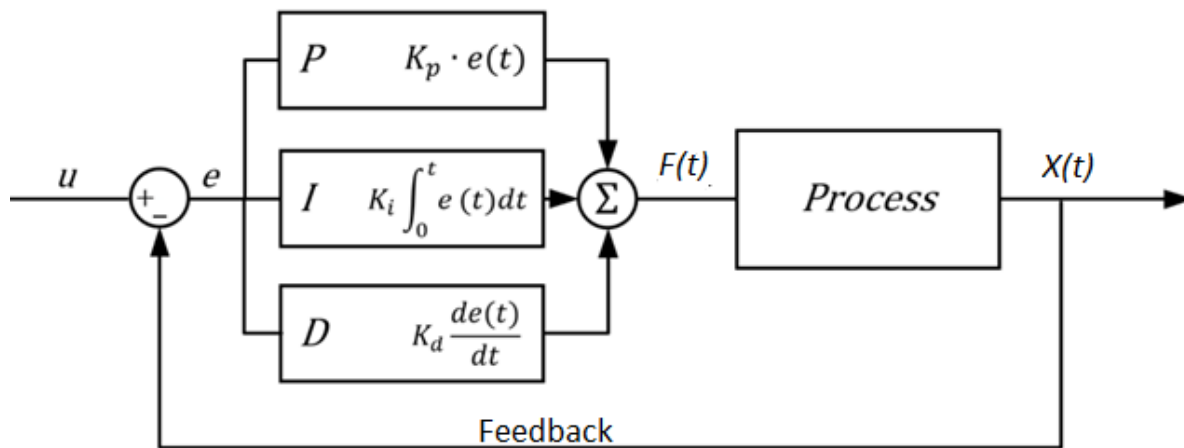 P K_p · e(t)
u
+
−
e
I K_i ∫_0^t e (t)dt
Σ
F(t)
Process
X(t)
D K_d de(t)/dt
Feedback